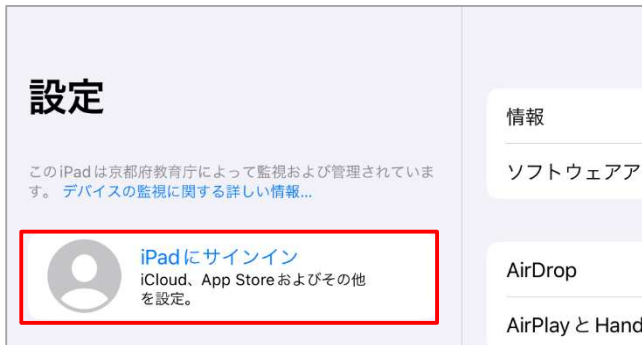 設定
このiPadは京都府教育庁によって監視および管理されていま
す。 デバイスの監視に関する詳しい情報...
iPadにサインイン
iCloud、App Storeおよびその他
を設定。
情報
ソフトウェアア
AirDrop
AirPlayとHand